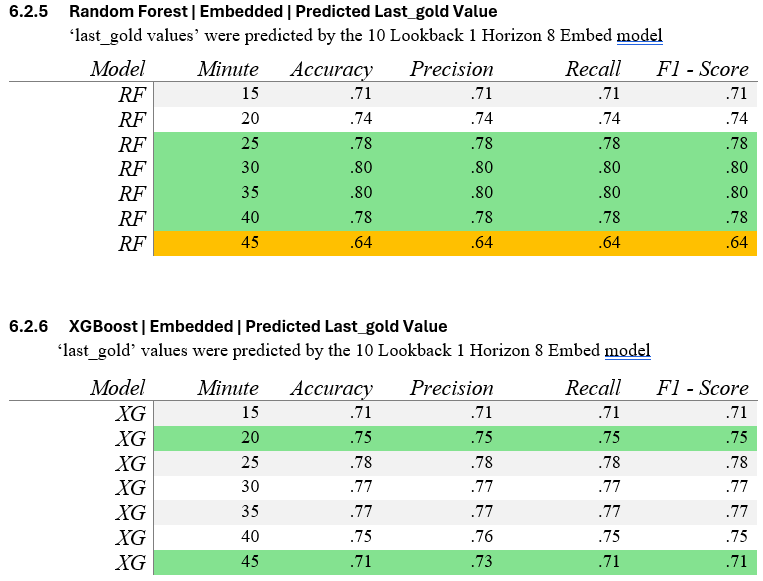 6.2.5 Random Forest | Embedded | Predicted Last_gold Value
‘last_gold values’ were predicted by the 10 Lookback 1 Horizon 8 Embed model
Model Minute Accuracy Precision Recall F1 - Score
RF 15 .71 .71 .71 .71
RF 20 .74 .74 .74 .74
RF 25 .78 .78 .78 .78
RF 30 .80 .80 .80 .80
RF 35 .80 .80 .80 .80
RF 40 .78 .78 .78 .78
RF 45 .64 .64 .64 .64
6.2.6 XGBoost | Embedded | Predicted Last_gold Value
‘last_gold’ values were predicted by the 10 Lookback 1 Horizon 8 Embed model
Model Minute Accuracy Precision Recall F1 - Score
XG 15 .71 .71 .71 .71
XG 20 .75 .75 .75 .75
XG 25 .78 .78 .78 .78
XG 30 .77 .77 .77 .77
XG 35 .77 .77 .77 .77
XG 40 .75 .76 .75 .75
XG 45 .71 .73 .71 .71